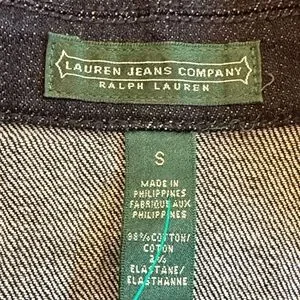 LAUREN JEANS COMPANY
RALPH LAUREN
S
MADE IN
PHILIPPINES
FABRIQUE AUX
PHILIPPINES
98% COTTON/
COTON
2%
ELASTANE/
ELASTHANNE